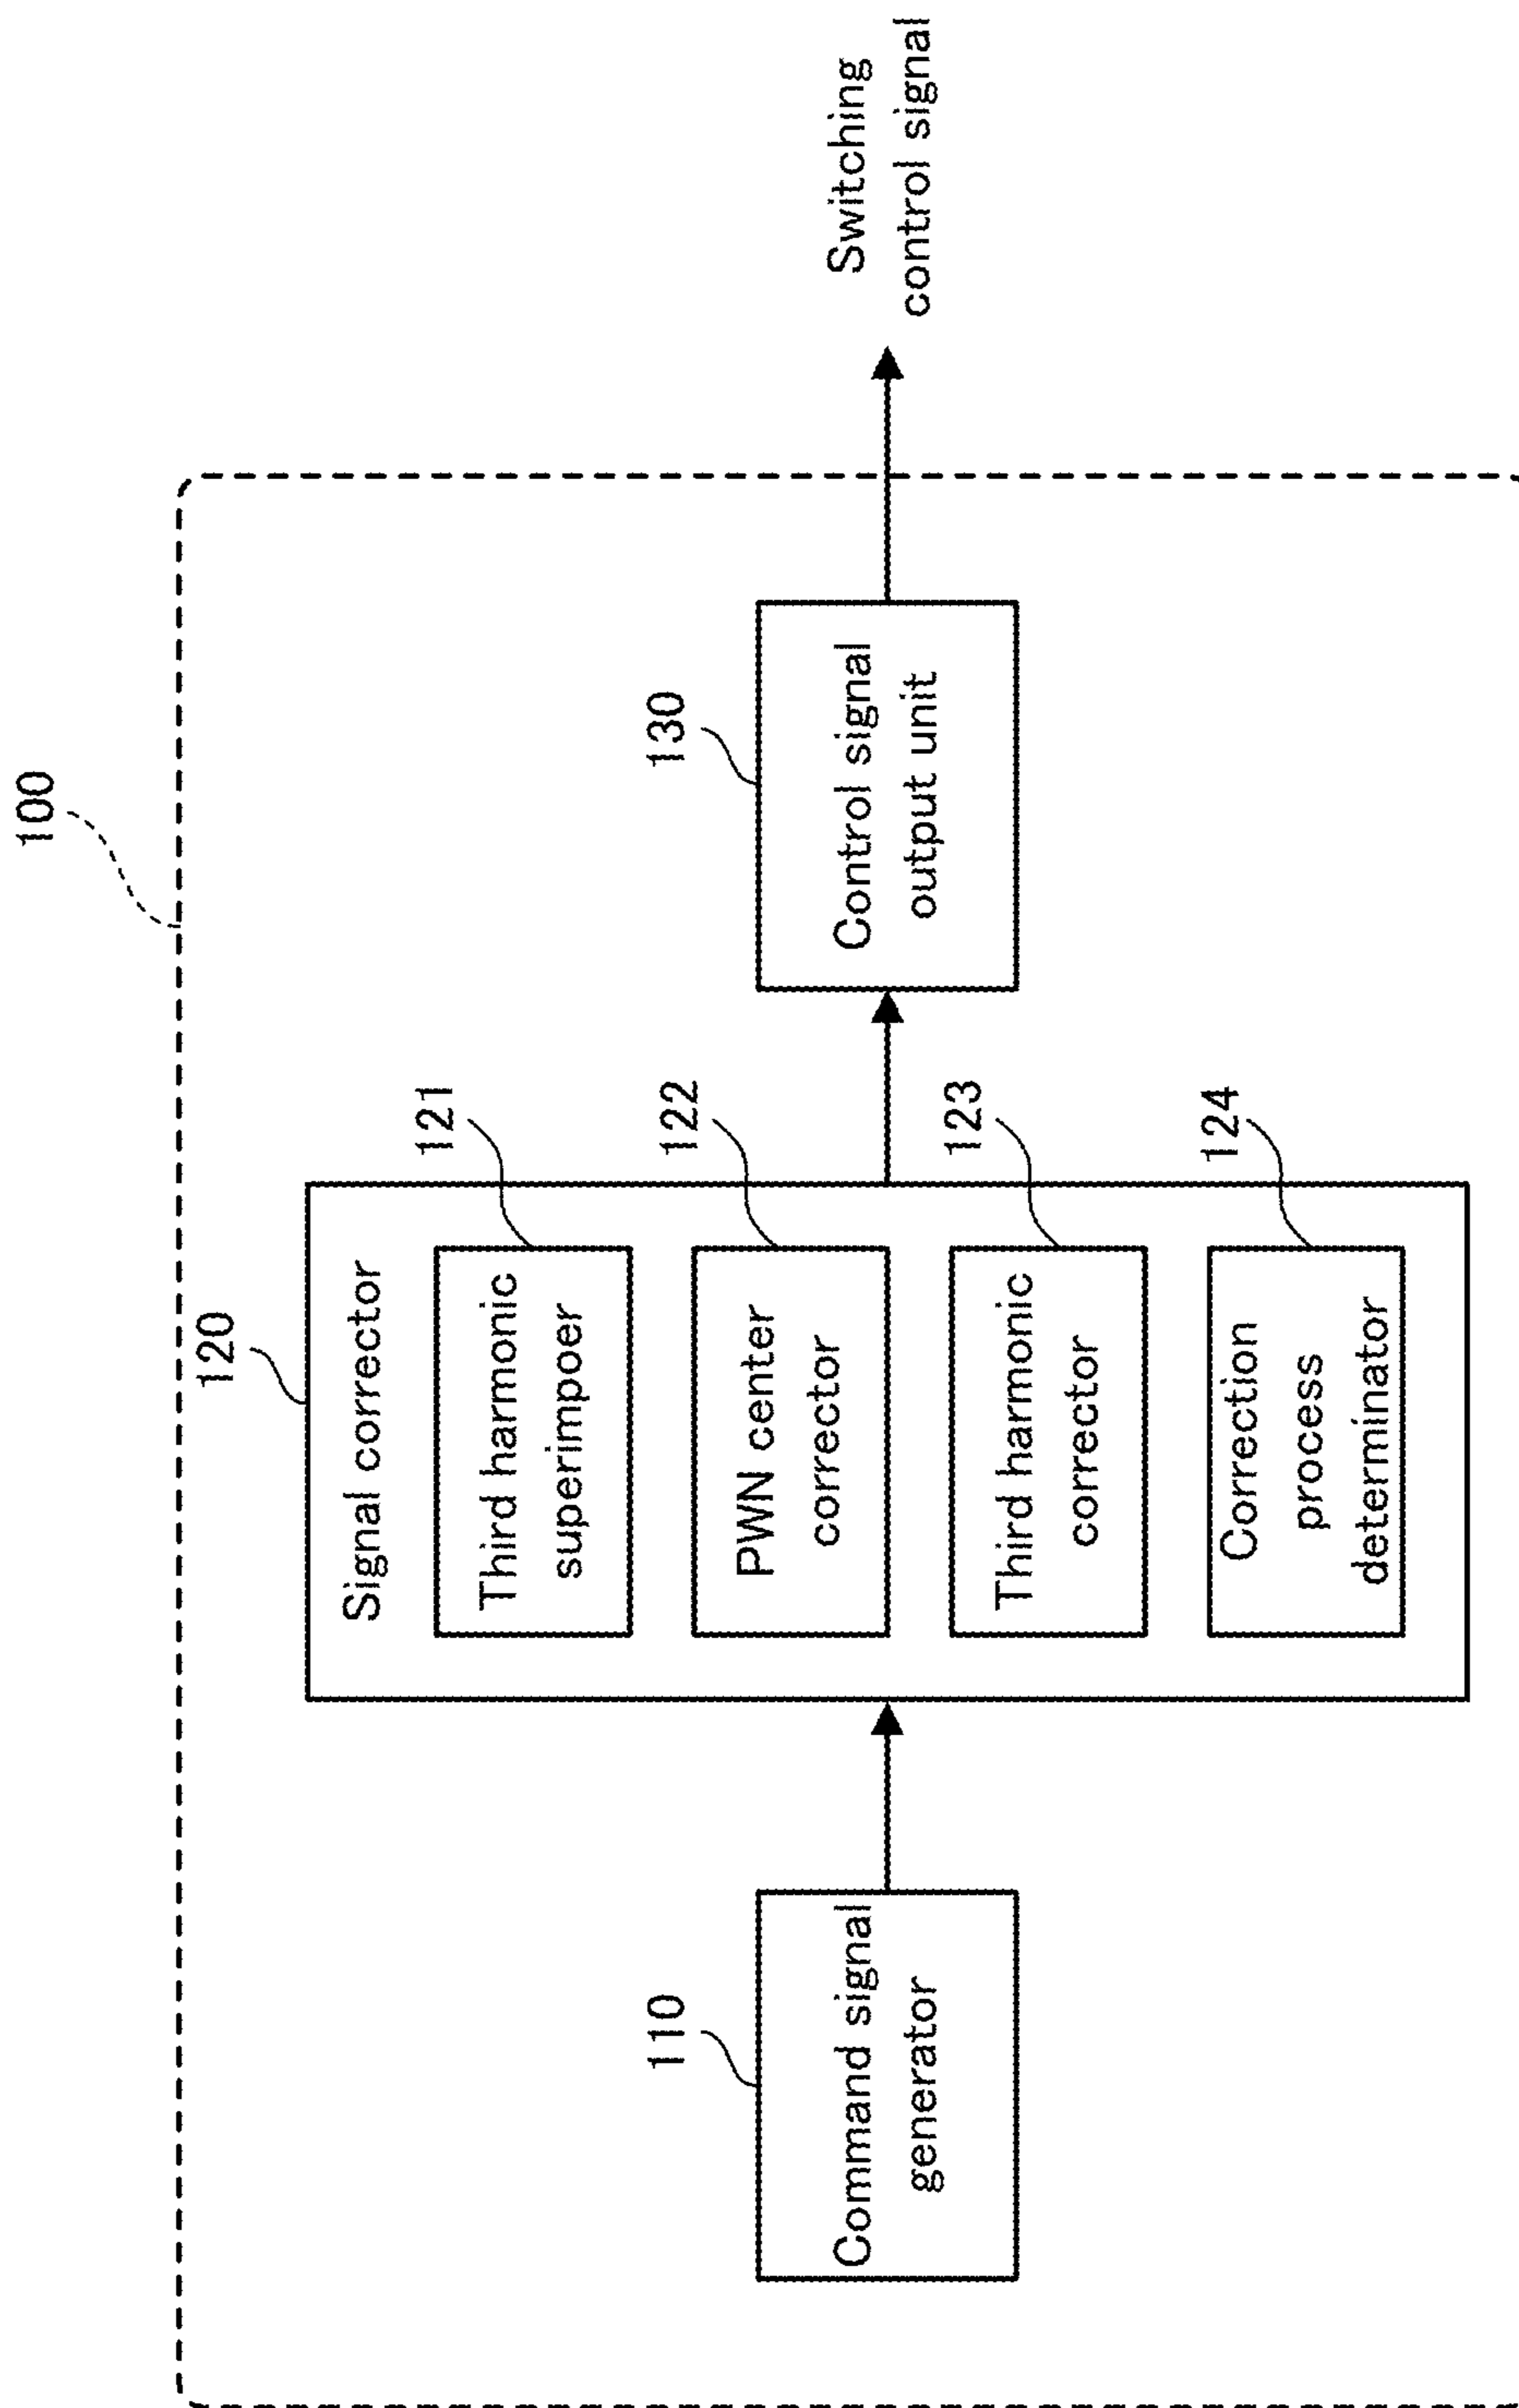 100
120
Signal corrector
121
Third harmonic
superimpoer
122
PWN center
corrector
123
Third harmonic
corrector
124
Correction
process
determinator
110
Command signal
generator
130
Control signal
output unit
Switching
control signal